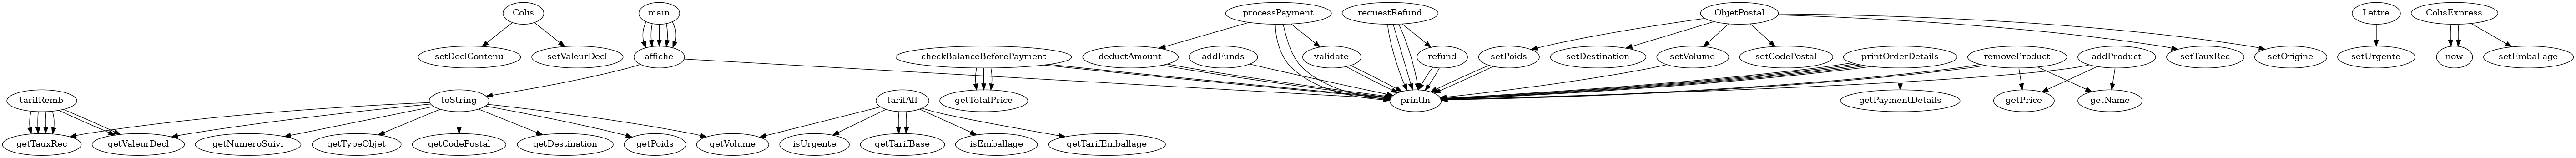 Colis
main
processPayment
requestRefund
ObjetPostal
Lettre
ColisExpress
setDeclContenu
setValeurDecl
affiche
checkBalanceBeforePayment
deductAmount
addFunds
validate
refund
setPoids
setDestination
setVolume
setCodePostal
printOrderDetails
removeProduct
addProduct
setTauxRec
setOrigine
setUrgente
now
setEmballage
tarifRemb
toString
tarifAff
getTotalPrice
println
getPaymentDetails
getPrice
getName
getTauxRec
getValeurDecl
getNumeroSuivi
getTypeObjet
getCodePostal
getDestination
getPoids
getVolume
isUrgente
getTarifBase
isEmballage
getTarifEmballage